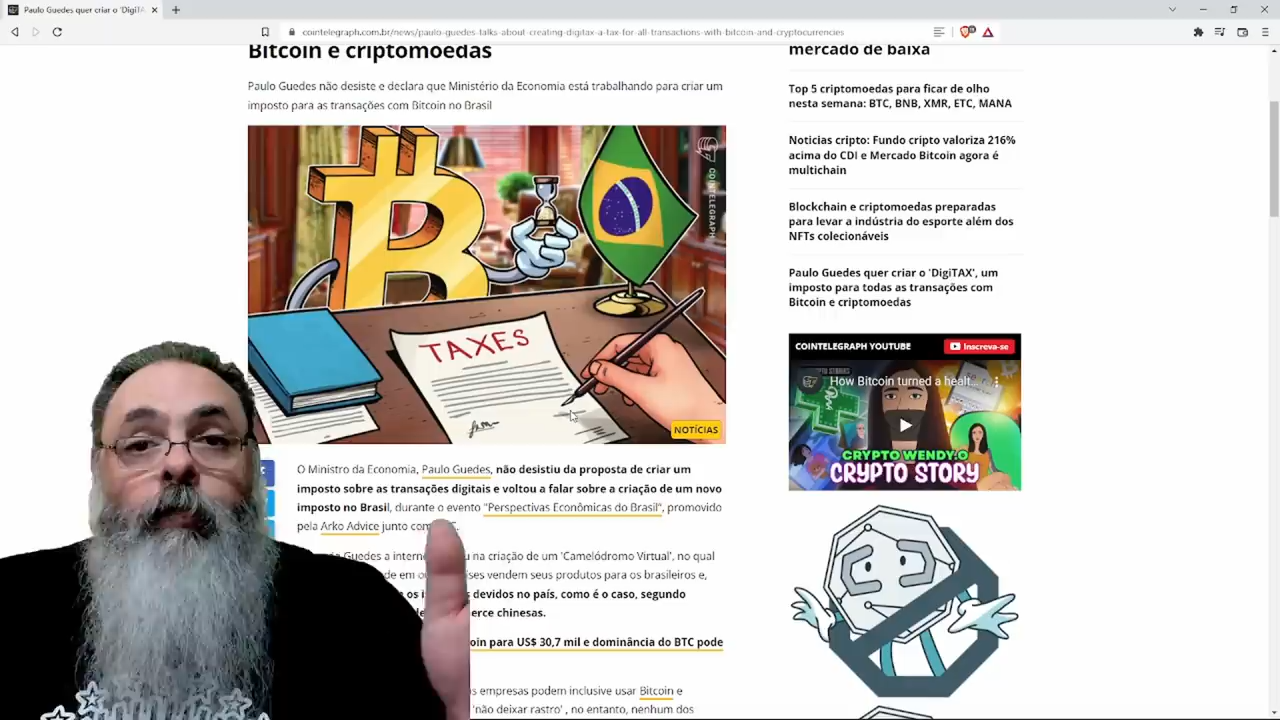 Paulo Guedes quer criar o 'DigiTA
cointelegraph.com.br/news/paulo-guedes-talks-about-creating-digitax-a-tax-for-all-transactions-with-bitcoin-and-cryptocurrencies
Bitcoin e criptomoedas
Paulo Guedes não desiste e declara que Ministério da Economia está trabalhando para criar um
imposto para as transações com Bitcoin no Brasil
COINTELEGRAPH
TAXES
NOTÍCIAS
O Ministro da Economia, Paulo Guedes, não desistiu da proposta de criar um
imposto sobre as transações digitais e voltou a falar sobre a criação de um novo
imposto no Brasil, durante o evento "Perspectivas Econômicas do Brasil", promovido
pela Arko Advice junto com
Guedes a intern na criação de um 'Camelódromo Virtual', no qual
de em ou ises vendem seus produtos para os brasileiros e,
os i devidos no país, como é o caso, segundo
erce chinesas.
oin para US$ 30,7 mil e dominância do BTC pode
s empresas podem inclusive usar Bitcoin e
'não deixar rastro' , no entanto, nenhum dos
mercado de baixa
Top 5 criptomoedas para ficar de olho
nesta semana: BTC, BNB, XMR, ETC, MANA
Noticias cripto: Fundo cripto valoriza 216%
acima do CDI e Mercado Bitcoin agora é
multichain
Blockchain e criptomoedas preparadas
para levar a indústria do esporte além dos
NFTs colecionáveis
Paulo Guedes quer criar o 'DigiTAX', um
imposto para todas as transações com
Bitcoin e criptomoedas
COINTELEGRAPH YOUTUBE
Inscreva-se
How Bitcoin turned a healt...
CRYPTO WENDY.O
CRYPTO STORY